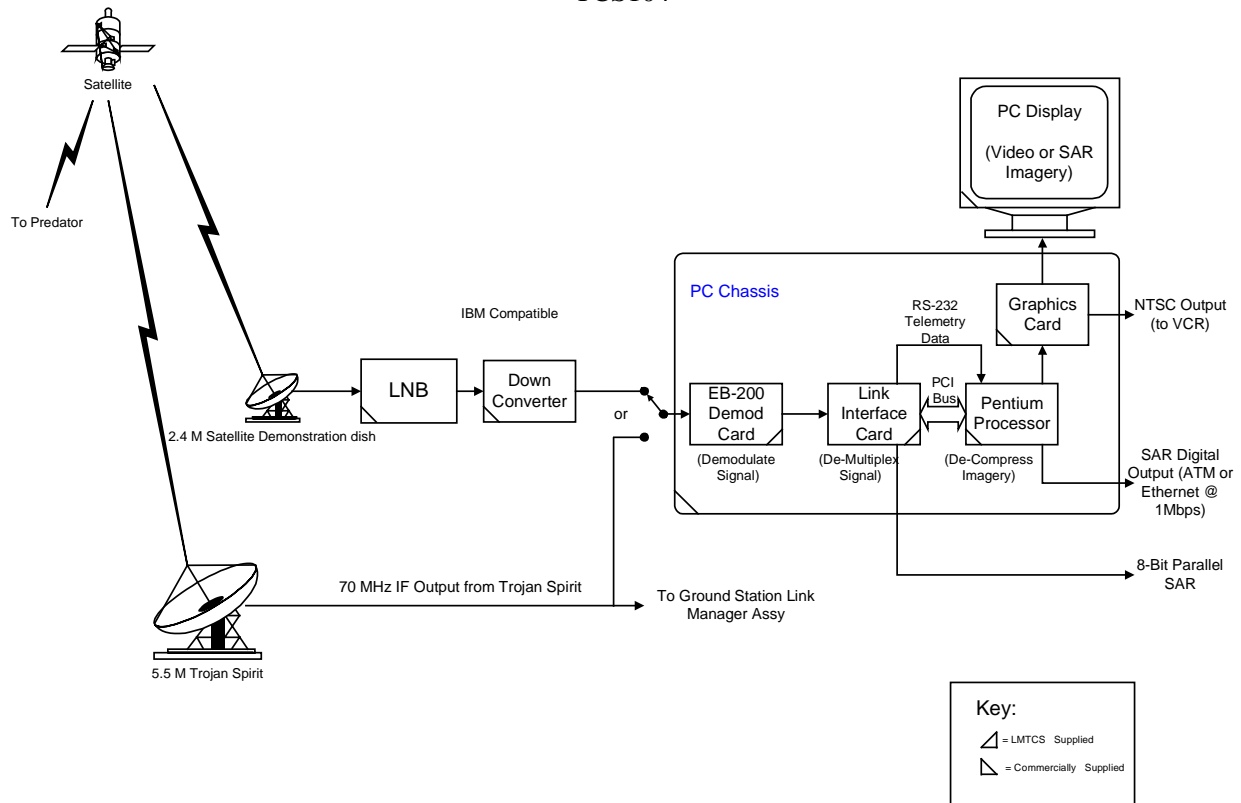 Satellite
To Predator
PC Display
(Video or SAR
Imagery)
PC Chassis
IBM Compatible
RS-232
Telemetry
Data
Graphics
Card
NTSC Output
(to VCR)
LNB
Down
Converter
or
EB-200
Demod
Card
(Demodulate
Signal)
Link
Interface
Card
(De-Multiplex
Signal)
PCI
Bus
Pentium
Processor
(De-Compress
Imagery)
2.4 M Satellite Demonstration dish
SAR Digital
Output (ATM or
Ethernet @
1Mbps)
8-Bit Parallel
SAR
70 MHz IF Output from Trojan Spirit
To Ground Station Link
Manager Assy
5.5 M Trojan Spirit
Key:
= LMTCS Supplied
= Commercially Supplied